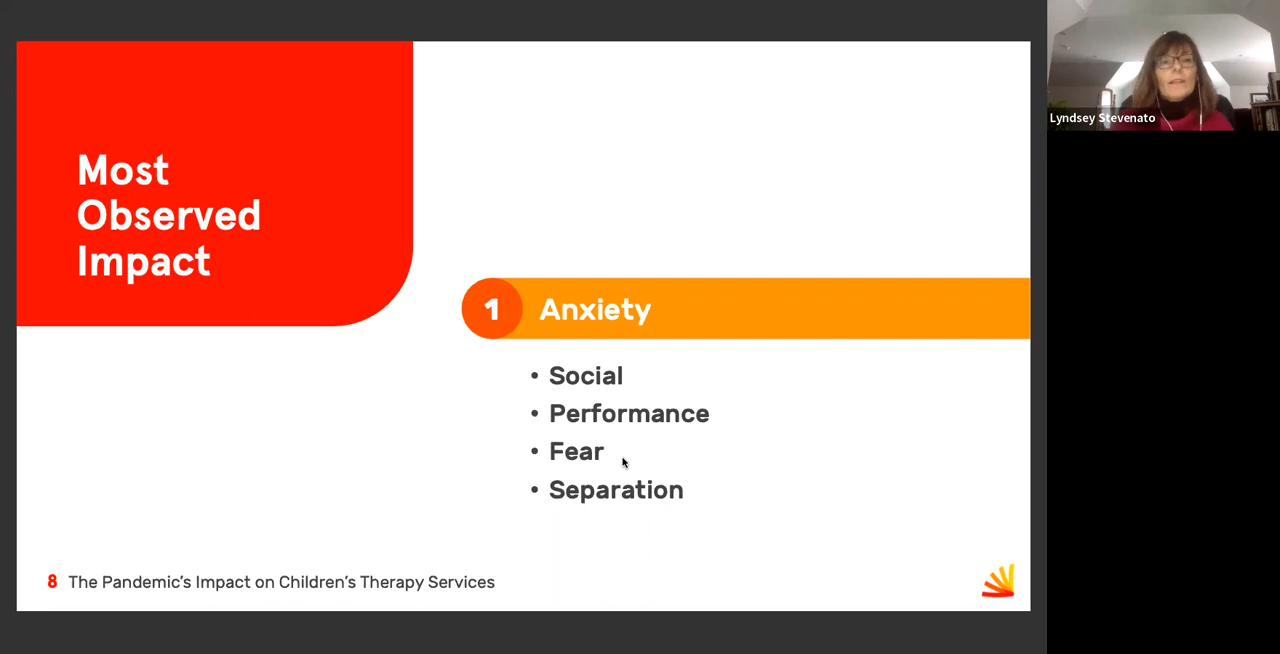 Most
Observed
Impact
1 Anxiety
• Social
• Performance
• Fear
• Separation
8 The Pandemic's Impact on Children's Therapy Services
Lyndsey Stevenato